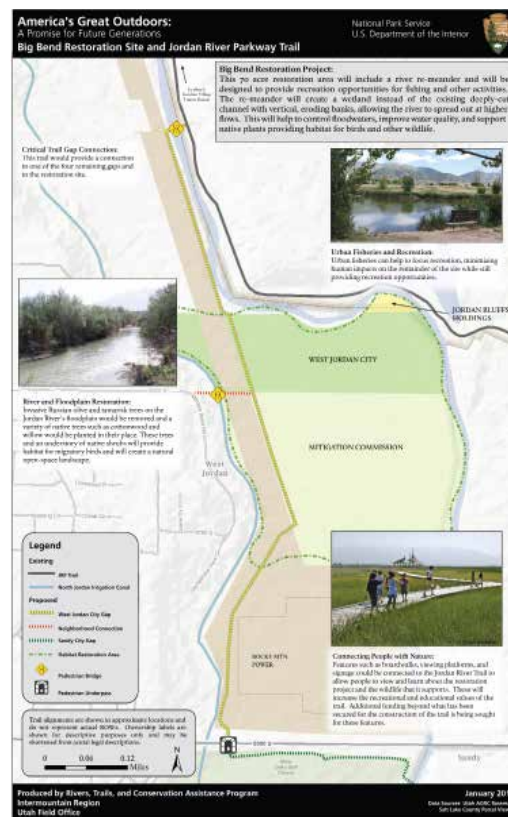 America's Great Outdoors:
A Promise for Future Generations
Big Bend Restoration Site and Jordan River Parkway Trail
National Park Service
U.S. Department of the Interior
Big Bend Restoration Project:
This 70 acre restoration area will include a river re-meander and will be
designed to provide recreation opportunities for fishing and other activities.
The re-meander will create a wetland instead of the existing deeply-cut
channel with vertical, eroding banks, allowing the river to spread out at higher
flows. This will help to control floodwaters, improve water quality, and support
native plants providing habitat for birds and other wildlife.
Critical Trail Gap Connection:
This trail would provide a connection
to one of the four remaining gaps and
to the restoration site.
Urban Fisheries and Recreation:
Urban fisheries can help to focus recreation, minimizing
human impacts on the remainder of the site while still
providing recreation opportunities.
JORDAN BLUFFS
HOLDINGS
WEST JORDAN CITY
River and Floodplain Restoration:
Invasive Russian olive and tamarisk trees on the
Jordan River's floodplain would be removed and a
variety of native trees such as cottonwood and
willow would be planted in their place. These trees
and an understory of native shrubs will provide
habitat for migratory birds and will create a natural
open-space landscape.
MITIGATION COMMISSION
West
Jordan
Legend
Existing
JRP Trail
North Jordan Irrigation Canal
Proposed
West Jordan City Gap
Neighborhood Connection
Sandy City Gap
Habitat Restoration Area
Pedestrian Bridge
Pedestrian Underpass
ROCKY MTN.
POWER
Connecting People with Nature:
Features such as boardwalks, viewing platforms, and
signage could be connected to the Jordan River Trail to
allow people to view and learn about the restoration
project and the wildlife that it supports. These will
increase the recreational and educational values of the
trail. Additional funding beyond what has been
secured for the construction of the trail is being sought
for these features.
Trail alignments are shown in approximate locations and
do not represent actual ROWs. Ownership labels are
shown for descriptive purposes only and may be
shortened from actual legal descriptions.
N
0 0.06 0.12
Miles
Sandy
Produced by Rivers, Trails, and Conservation Assistance Program
Intermountain Region
Utah Field Office
January 201
Data Sources: Utah AGRC
Salt Lake County Parcel